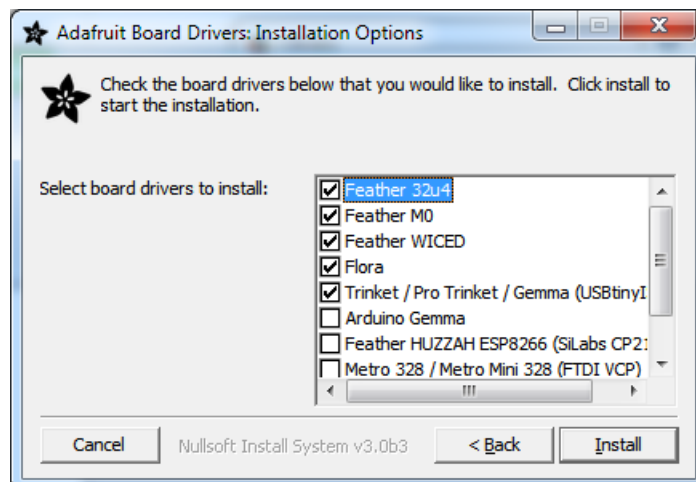 Adafruit Board Drivers: Installation Options
Check the board drivers below that you would like to install. Click install to
start the installation.
Select board drivers to install:
Feather 32u4
Feather M0
Feather WICED
Flora
Trinket / Pro Trinket / Gemma (USBtinyI
Arduino Gemma
Feather HUZZAH ESP8266 (SiLabs CP21
Metro 328 / Metro Mini 328 (FTDI VCP)
Cancel
Nullsoft Install System v3.0b3
< Back
Install